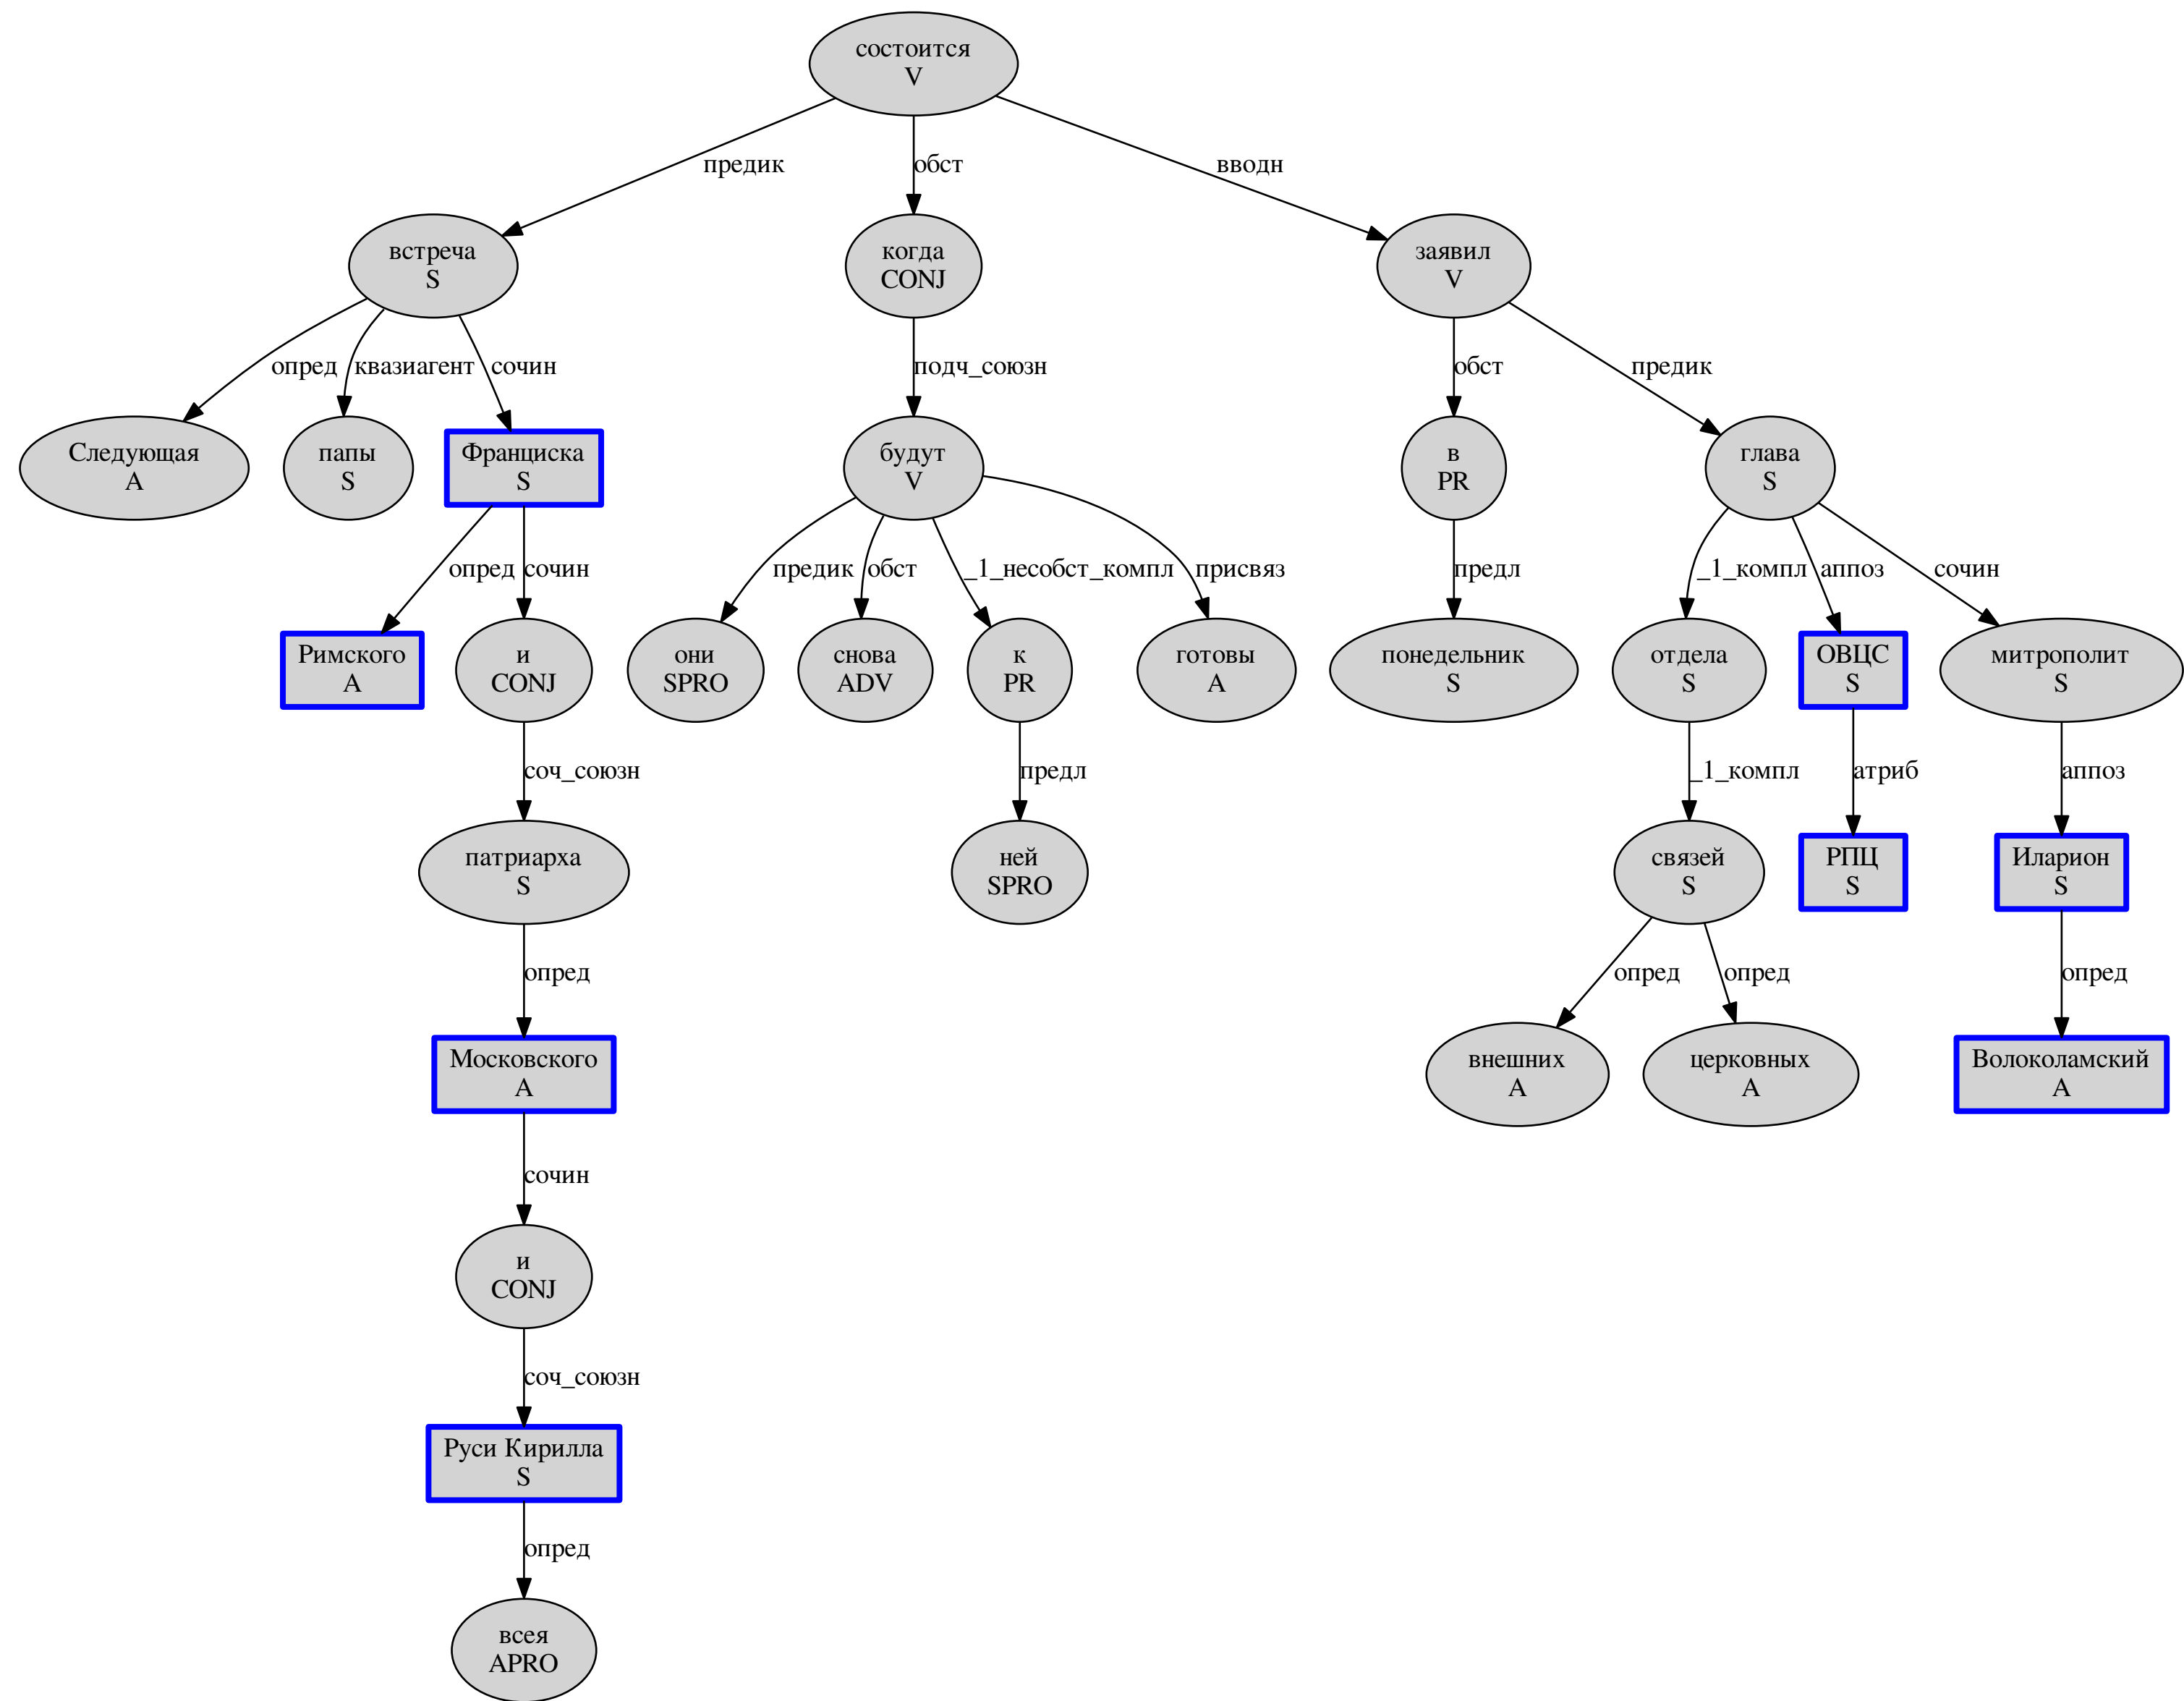 состоится
V
предик
обст
вводн
встреча
S
когда
CONJ
заявил
V
опред
квазиагент
сочин
подч_союзн
обст
предик
Следующая
A
папы
S
Франциска
S
будут
V
в
PR
глава
S
опред
сочин
предик
обст
_1_несобст_компл
присвяз
предл
_1_компл
аппоз
сочин
Римского
A
и
CONJ
они
SPRO
снова
ADV
к
PR
готовы
A
понедельник
S
отдела
S
ОВЦС
S
митрополит
S
соч_союзн
предл
_1_компл
атриб
аппоз
патриарха
S
ней
SPRO
связей
S
РПЦ
S
Иларион
S
опред
опред
опред
опред
Московского
A
внешних
A
церковных
A
Волоколамский
A
сочин
и
CONJ
соч_союзн
Руси Кирилла
S
опред
всея
APRO